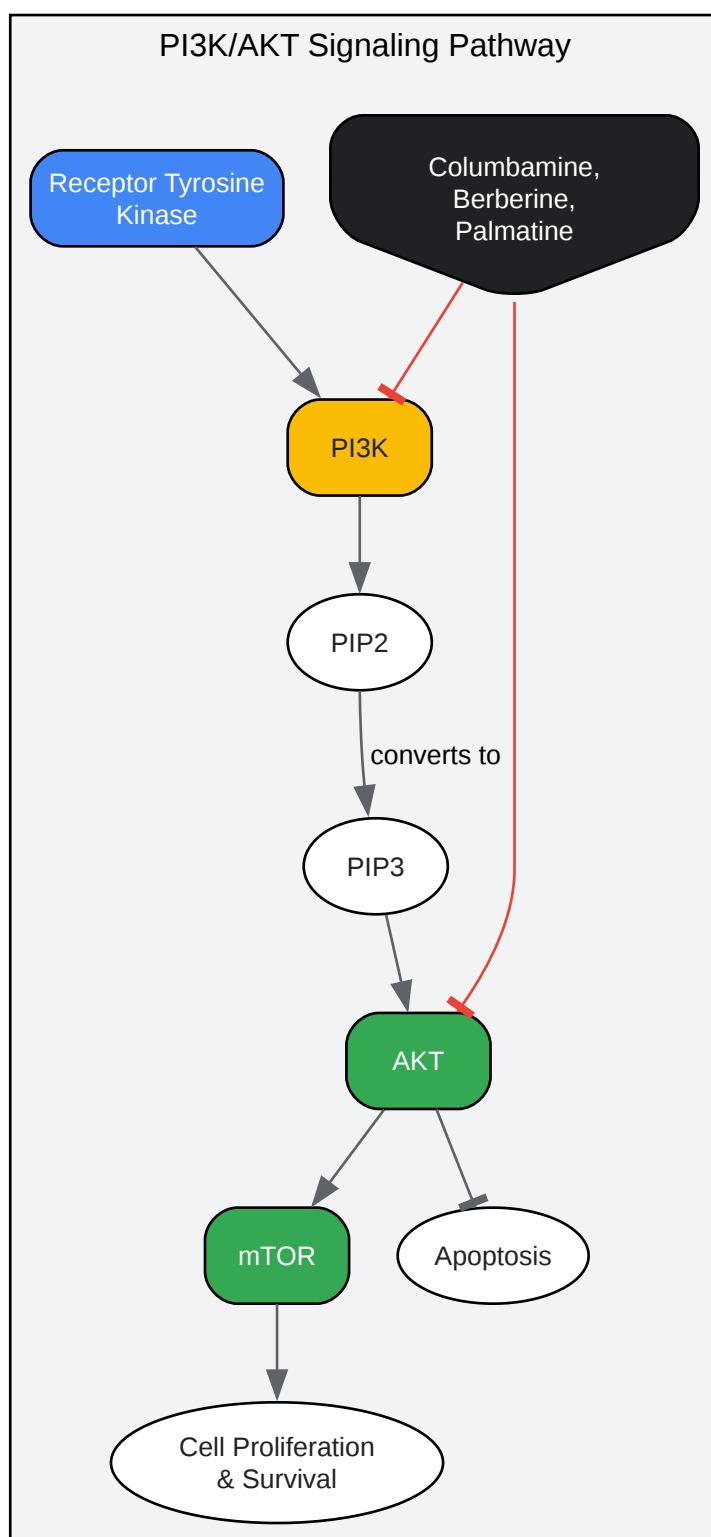 PI3K/AKT Signaling Pathway
Receptor Tyrosine
Kinase
Columbamine,
Berberine,
Palmatine
PI3K
PIP2
converts to
PIP3
AKT
mTOR
Apoptosis
Cell Proliferation
& Survival